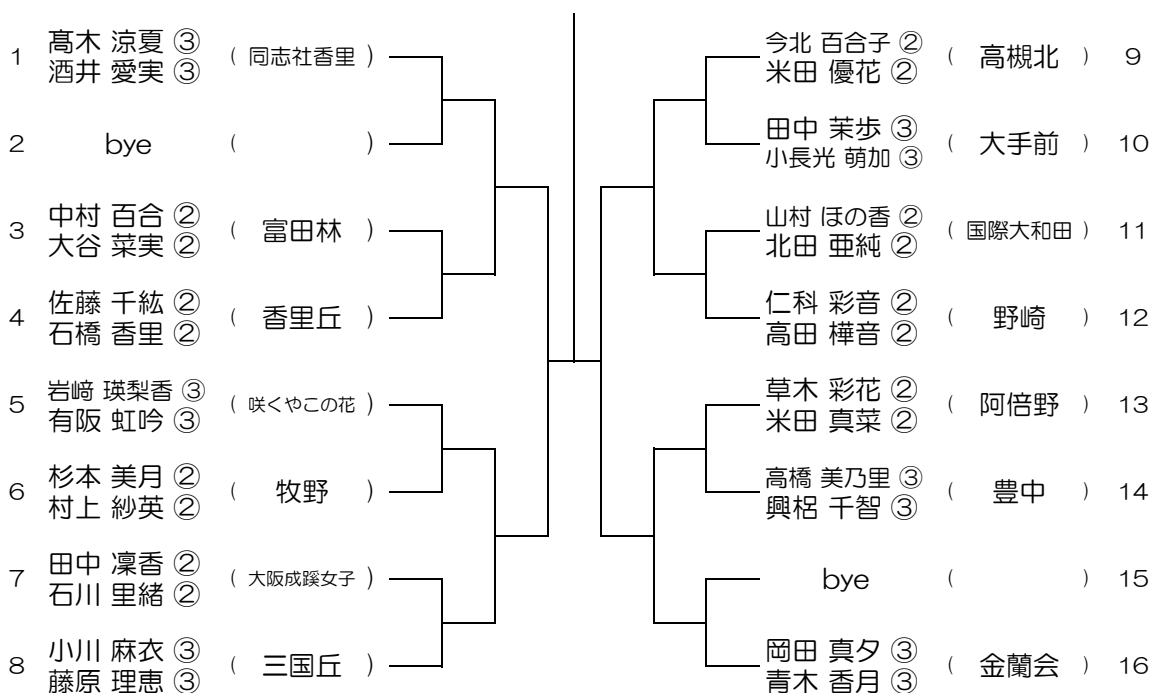 1 髙木 涼夏 ③ ( 同志社香里 )
酒井 愛実 ③
2 bye ( )
3 中村 百合 ② ( 富田林 )
大谷 菜実 ②
4 佐藤 千紘 ② ( 香里丘 )
石橋 香里 ②
5 岩﨑 瑛梨香 ③ ( 咲くやこの花 )
有阪 虹吟 ③
6 杉本 美月 ② ( 牧野 )
村上 紗英 ②
7 田中 凜香 ② ( 大阪成蹊女子 )
石川 里緒 ②
8 小川 麻衣 ③ ( 三国丘 )
藤原 理恵 ③
今北 百合子 ② ( 高槻北 ) 9
米田 優花 ②
田中 茉歩 ③ ( 大手前 ) 10
小長光 萌加 ③
山村 ほの香 ② ( 国際大和田 ) 11
北田 亜純 ②
仁科 彩音 ② ( 野崎 ) 12
高田 樺音 ②
草木 彩花 ② ( 阿倍野 ) 13
米田 真菜 ②
高橋 美乃里 ③ ( 豊中 ) 14
興梠 千智 ③
bye ( ) 15
岡田 真夕 ③ ( 金蘭会 ) 16
青木 香月 ③